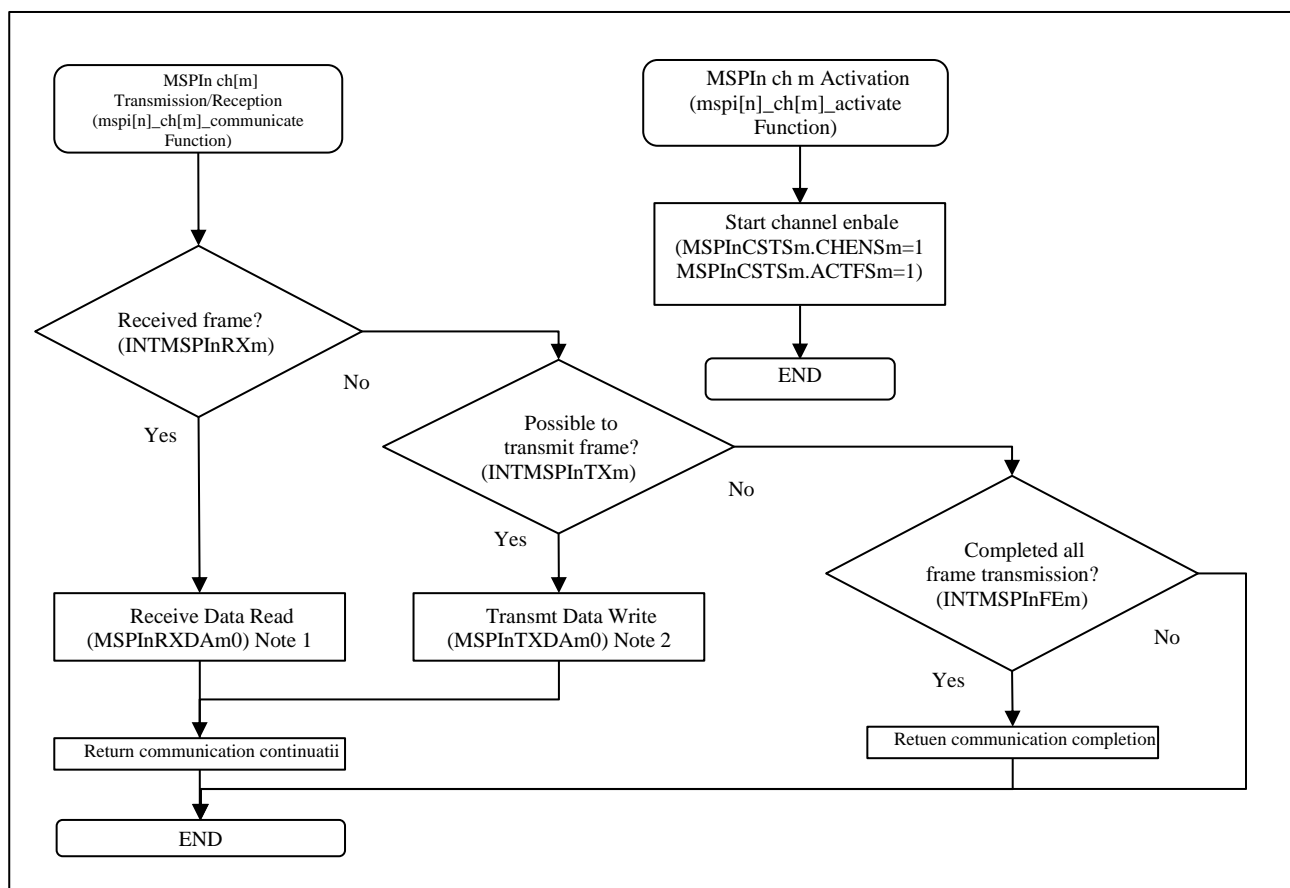 MSPIn ch[m]
Transmission/Reception
(mspi[n]_ch[m]_communicate
Function)
MSPIn ch m Activation
(mspi[n]_ch[m]_activate
Function)
Start channel enbale
(MSPInCSTSm.CHENSm=1
MSPInCSTSm.ACTFSm=1)
END
Received frame?
(INTMSPInRXm)
No
Yes
Possible to
transmit frame?
(INTMSPInTXm)
No
Yes
Completed all
frame transmission?
(INTMSPInFEm)
No
Yes
Receive Data Read
(MSPInRXDAm0) Note 1
Transmt Data Write
(MSPInTXDAm0) Note 2
Return communication continuatii
Retuen communication completion
END